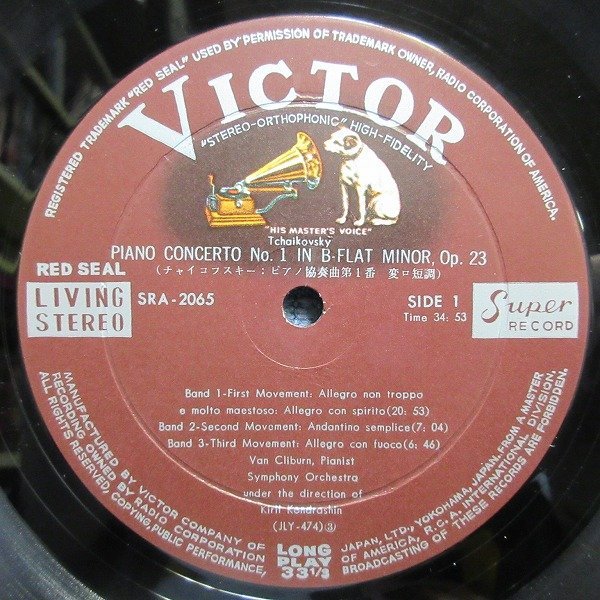 REGISTERED TRADEMARK "RED SEAL" USED BY PERMISSION OF TRADEMARK OWNER, RADIO CORPORATION OF AMERICA.
VICTOR
"STEREO-ORTHOPHONIC" HIGH-FIDELITY
"HIS MASTER'S VOICE"
Tchaikovsky
PIANO CONCERTO No. 1 IN B-FLAT MINOR, Op. 23
(チャイコフスキー:ピアノ協奏曲第1番 変ロ短調)
RED SEAL
LIVING
STEREO
SRA-2065
SIDE 1
Time 34: 53
Super
RECORD
Band 1-First Movement: Allegro non troppo
e molto maestoso: Allegro con spirito(20: 53)
Band 2-Second Movement: Andantino semplice(7: 04)
Band 3-Third Movement: Allegro con fuoco(6: 46)
Van Cliburn, Pianist
Symphony Orchestra
under the direction of
Kiril Kondrashin
(JLY-474)③
LONG
PLAY
33 1/3
MANUFACTURED BY VICTOR COMPANY OF JAPAN, LTD., YOKOHAMA, JAPAN, FROM A MASTER
RECORDING OWNED BY RADIO CORPORATION OF AMERICA, R.C.A. INTERNATIONAL DIVISION,
ALL RIGHTS RESERVED, COPYING, PUBLIC PERFORMANCE, BROADCASTING OF THESE RECORDS ARE FORBIDDEN.